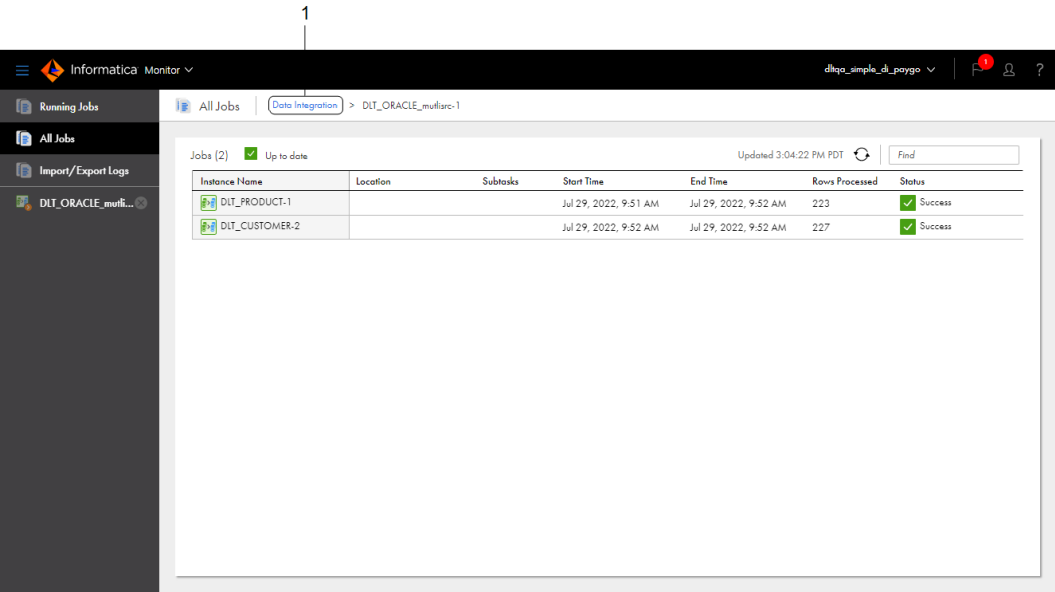 1
Informatica Monitor
dltqa_simple_di_paygo
1
?
Running Jobs
All Jobs
Import/Export Logs
DLT_ORACLE_mutli...
All Jobs Data Integration > DLT_ORACLE_mutlisrc-1
Jobs (2) Up to date Updated 3:04:22 PM PDT Find
Instance Name Location Subtasks Start Time End Time Rows Processed Status
DLT_PRODUCT-1 Jul 29, 2022, 9:51 AM Jul 29, 2022, 9:52 AM 223 Success
DLT_CUSTOMER-2 Jul 29, 2022, 9:52 AM Jul 29, 2022, 9:52 AM 227 Success